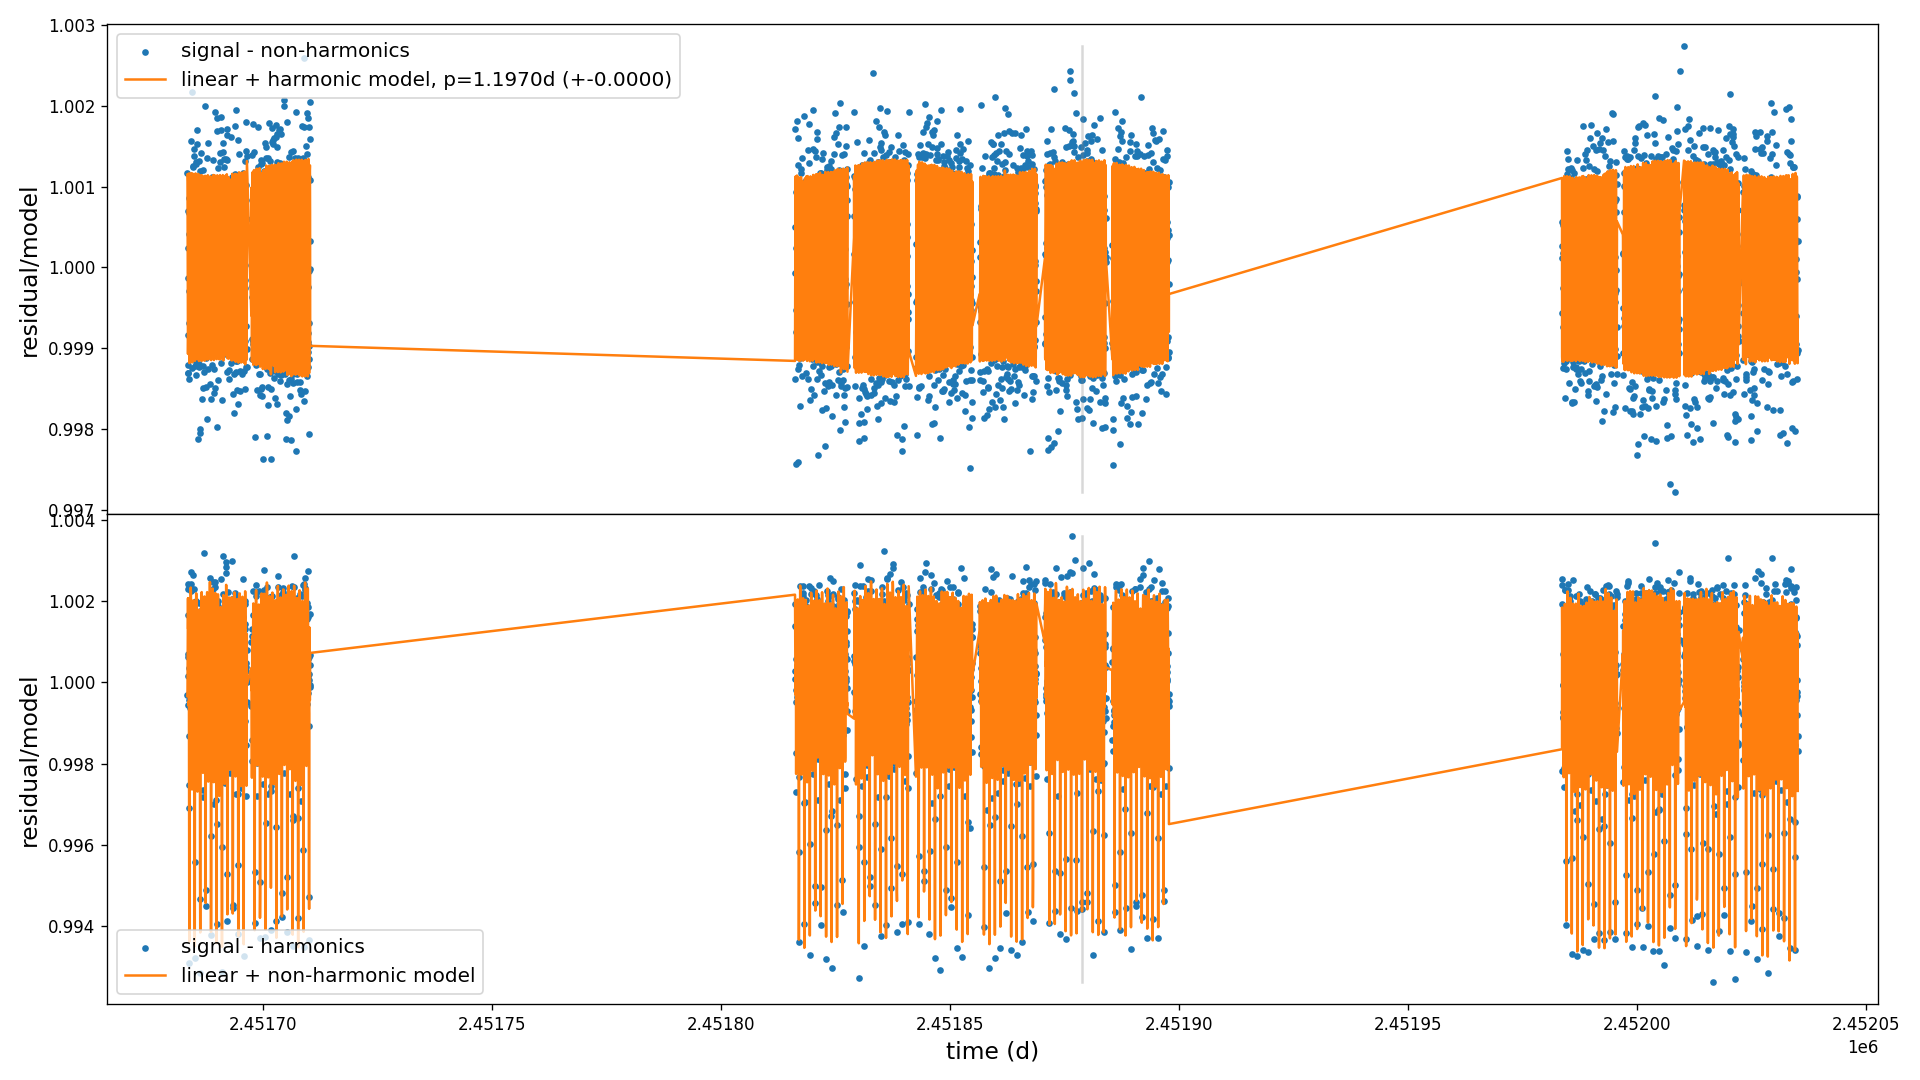 1.003
1.002
1.001
1.000
0.999
0.998
0.997
residual/model
signal - non-harmonics
linear + harmonic model, p=1.1970d (+-0.0000)
1.004
1.002
1.000
0.998
0.996
0.994
residual/model
signal - harmonics
linear + non-harmonic model
2.45170 2.45175 2.45180 2.45185 2.45190 2.45195 2.45200 2.45205
1e6
time (d)